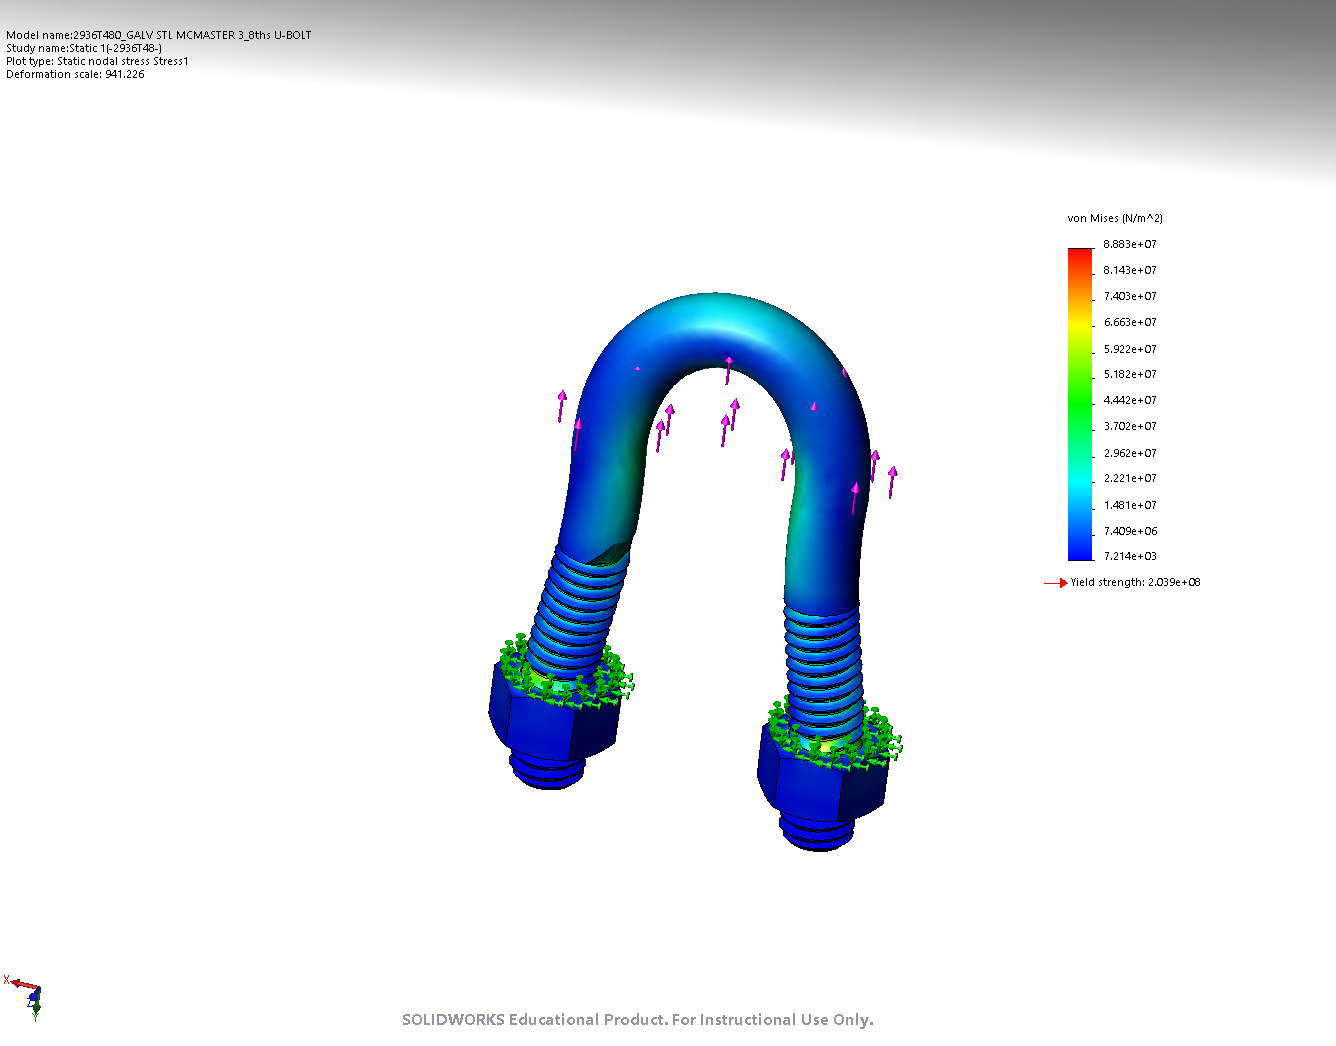 Model name:2936T480_GALV STL MCMASTER 3_8ths U-BOLT
Study name:Static 1(-2936T48-)
Plot type: Static nodal stress Stress1
Deformation scale: 941.226
von Mises (N/m^2)
8.883e+07
8.143e+07
7.403e+07
6.663e+07
5.922e+07
5.182e+07
4.442e+07
3.702e+07
2.962e+07
2.221e+07
1.481e+07
7.409e+06
7.214e+03
Yield strength: 2.039e+08
X
Z
Y
SOLIDWORKS Educational Product. For Instructional Use Only.